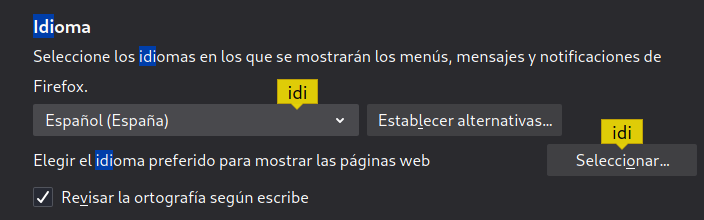 Idioma
Seleccione los idiomas en los que se mostrarán los menús, mensajes y notificaciones de
Firefox.
idi
Español (España)
Establecer alternativas...
idi
Elegir el idioma preferido para mostrar las páginas web
Seleccionar...
Revisar la ortografía según escribe